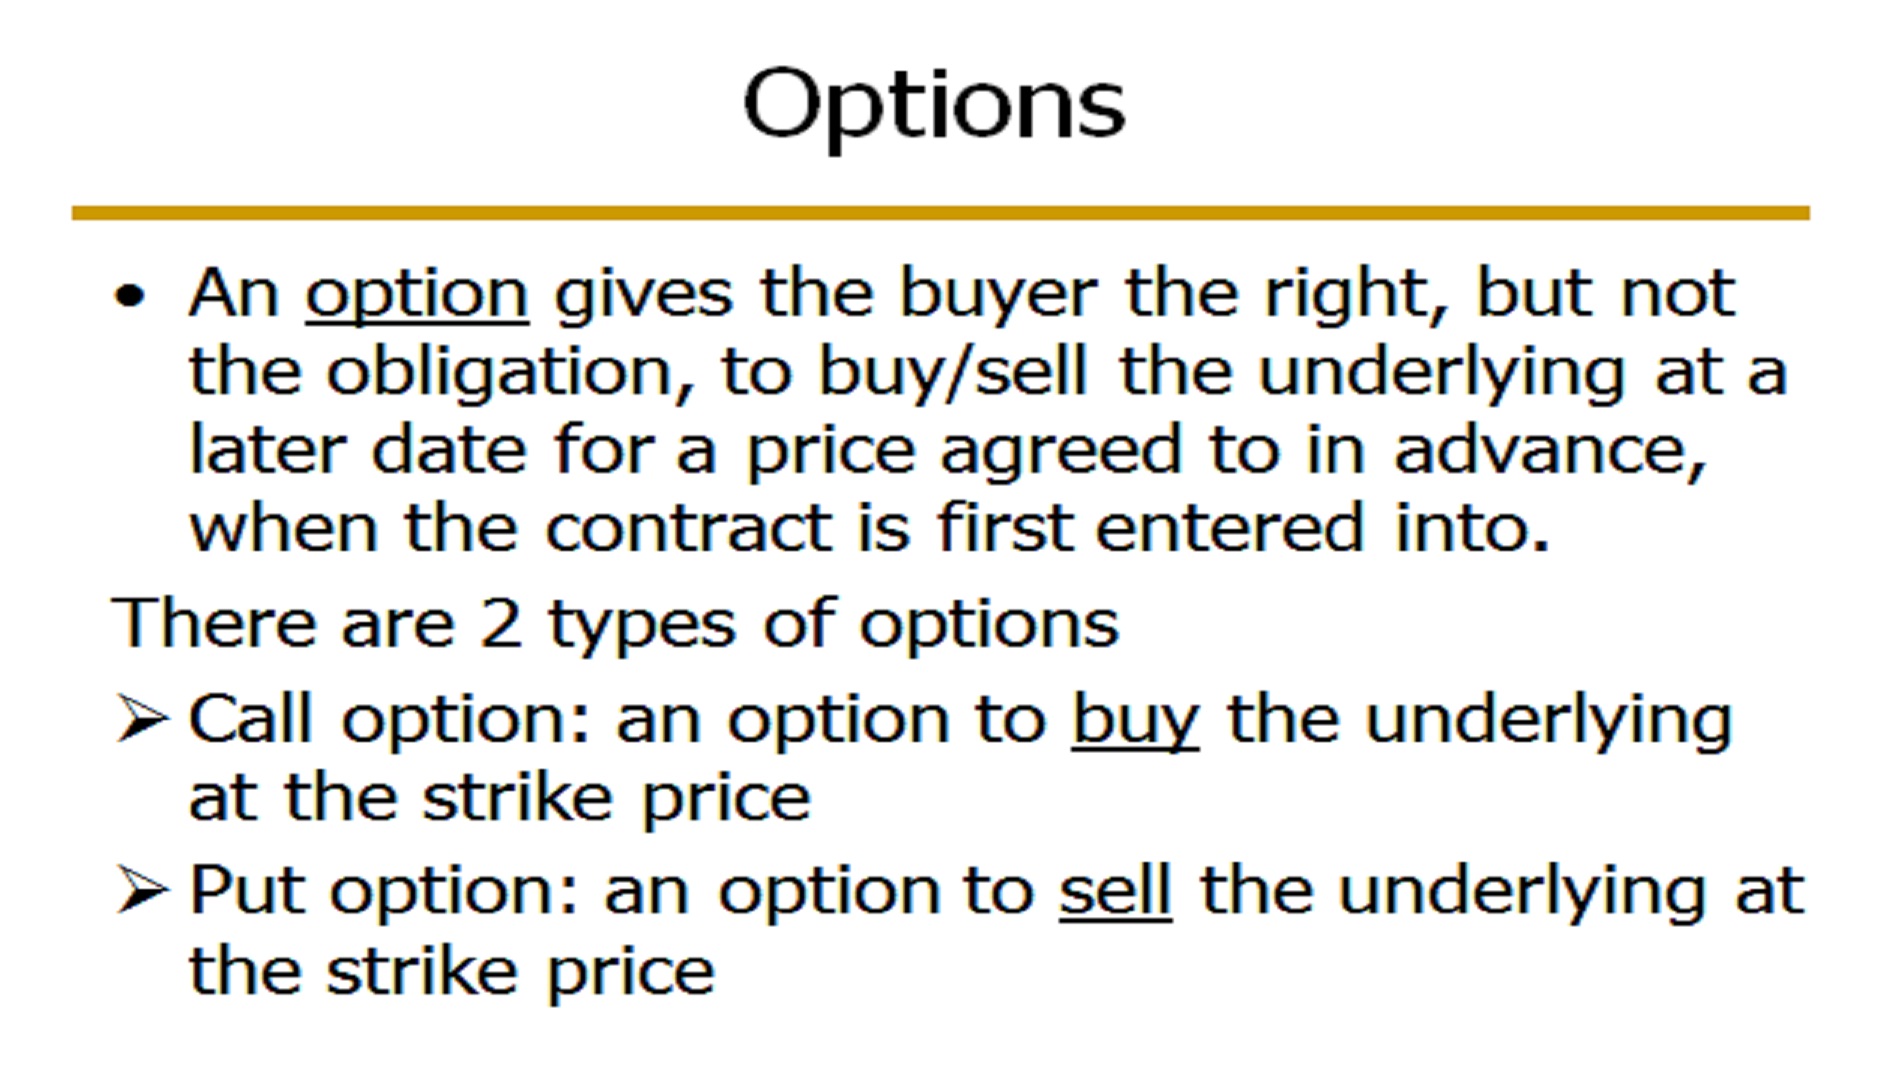 Options
• An option gives the buyer the right, but not
the obligation, to buy/sell the underlying at a
later date for a price agreed to in advance,
when the contract is first entered into.
There are 2 types of options
➢ Call option: an option to buy the underlying
at the strike price
➢ Put option: an option to sell the underlying at
the strike price